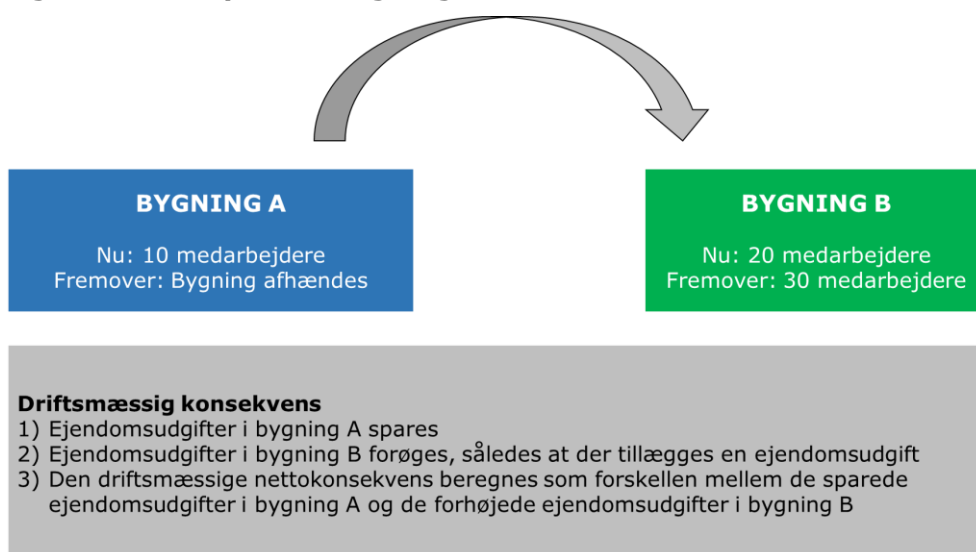 BYGNING A
Nu: 10 medarbejdere
Fremover: Bygning afhændes
BYGNING B
Nu: 20 medarbejdere
Fremover: 30 medarbejdere
Driftsmæssig konsekvens
1) Ejendomsudgifter i bygning A spares
2) Ejendomsudgifter i bygning B forøges, således at der tillægges en ejendomsudgift
3) Den driftsmæssige nettokonsekvens beregnes som forskellen mellem de sparede
ejendomsudgifter i bygning A og de forhøjede ejendomsudgifter i bygning B